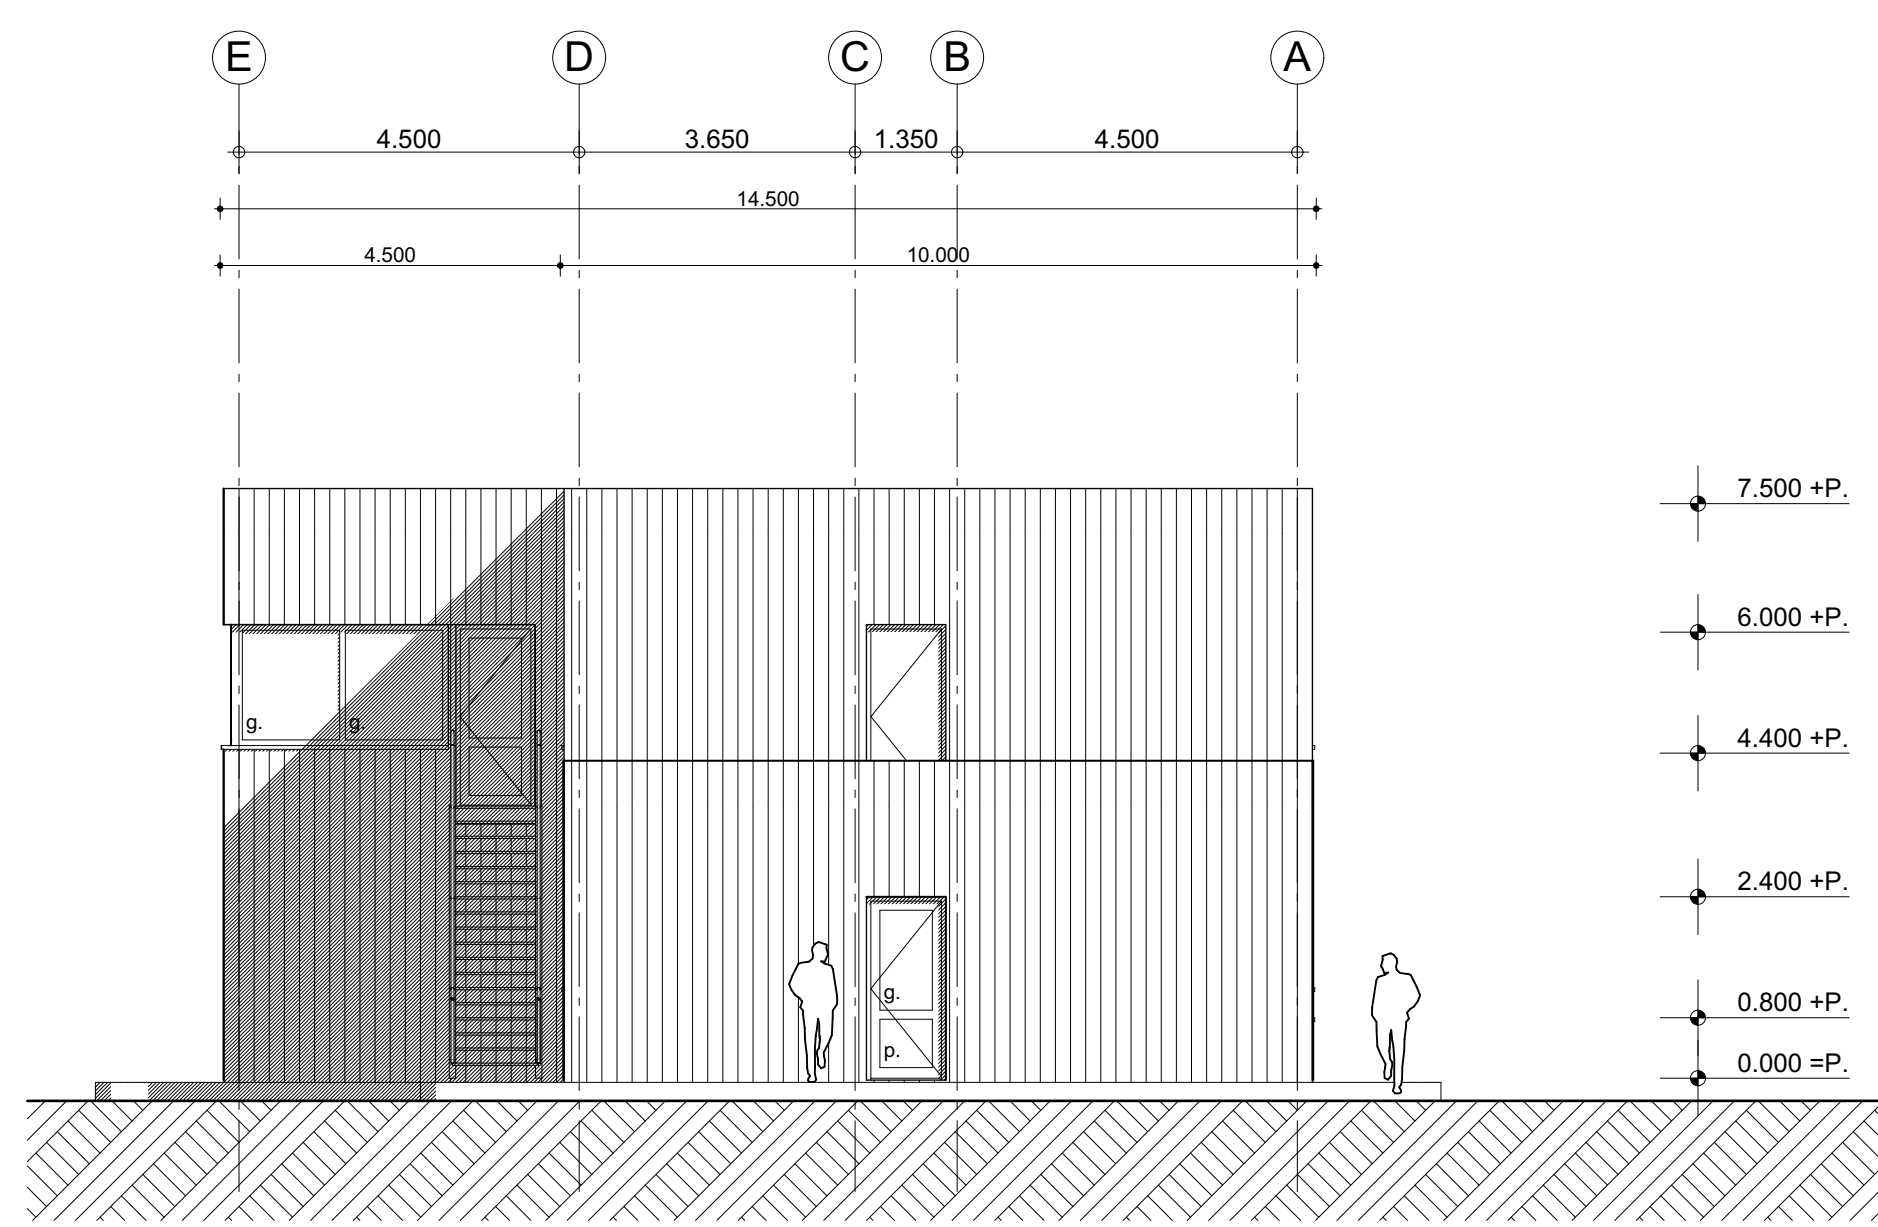 E D C B A
4.500 3.650 1.350 4.500
14.500
4.500 10.000
7.500 +P.
6.000 +P.
g. g.
4.400 +P.
2.400 +P.
g.
0.800 +P.
p.
0.000 =P.